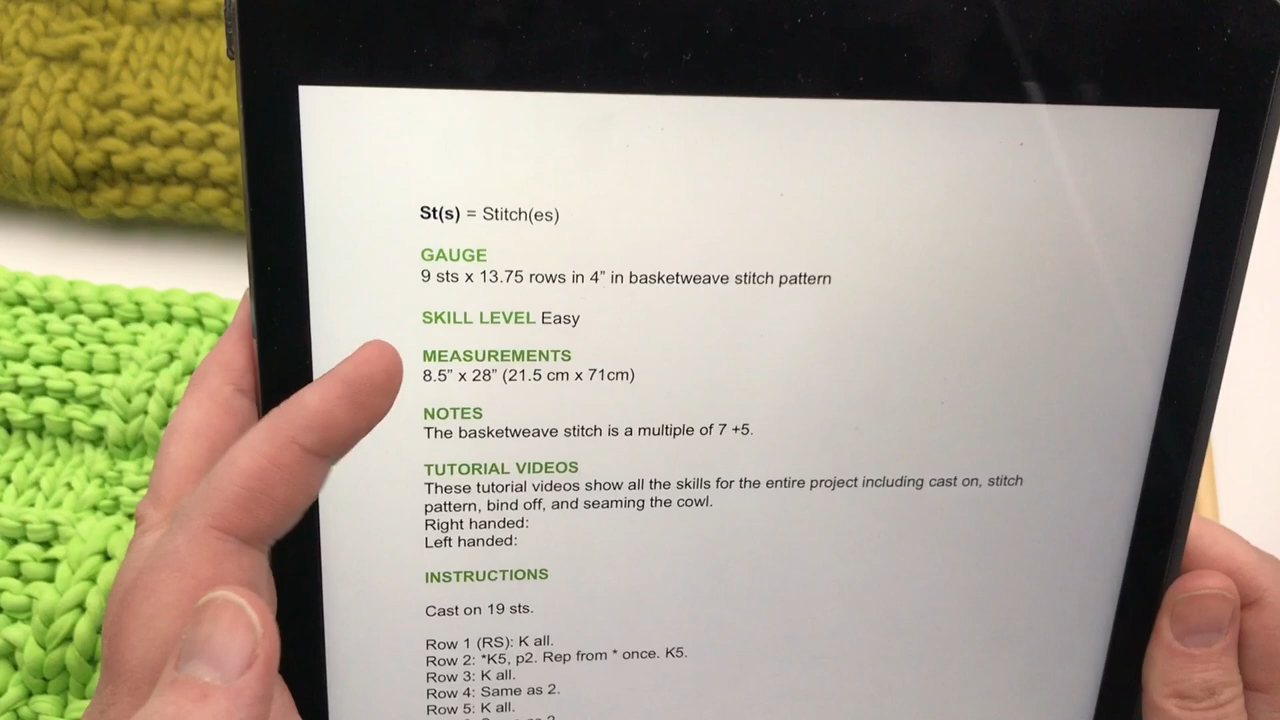 St(s) = Stitch(es)
GAUGE
9 sts x 13.75 rows in 4” in basketweave stitch pattern
SKILL LEVEL Easy
MEASUREMENTS
8.5” x 28” (21.5 cm x 71cm)
NOTES
The basketweave stitch is a multiple of 7 +5.
TUTORIAL VIDEOS
These tutorial videos show all the skills for the entire project including cast on, stitch
pattern, bind off, and seaming the cowl.
Right handed:
Left handed:
INSTRUCTIONS
Cast on 19 sts.
Row 1 (RS): K all.
Row 2: *K5, p2. Rep from * once. K5.
Row 3: K all.
Row 4: Same as 2.
Row 5: K all.